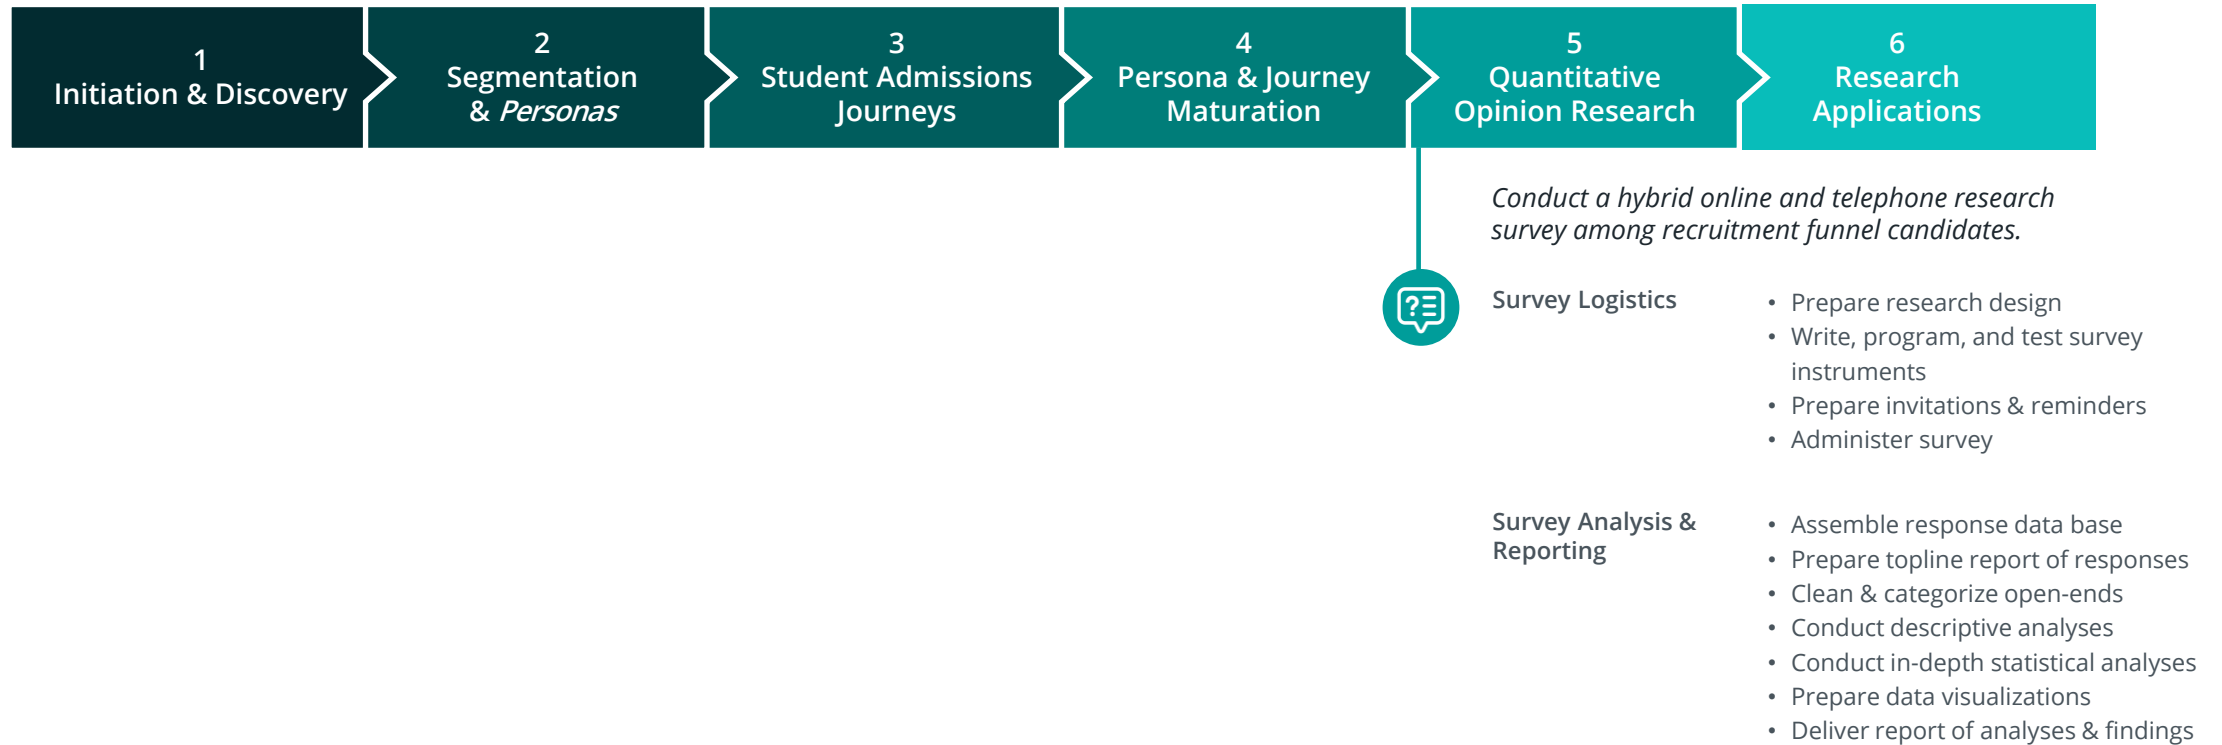 1
Initiation & Discovery
2
Segmentation
& Personas
3
Student Admissions
Journeys
4
Persona & Journey
Maturation
5
Quantitative
Opinion Research
6
Research
Applications
Conduct a hybrid online and telephone research
survey among recruitment funnel candidates.
?
Survey Logistics
• Prepare research design
• Write, program, and test survey
instruments
• Prepare invitations & reminders
• Administer survey
Survey Analysis &
Reporting
• Assemble response data base
• Prepare topline report of responses
• Clean & categorize open-ends
• Conduct descriptive analyses
• Conduct in-depth statistical analyses
• Prepare data visualizations
• Deliver report of analyses & findings